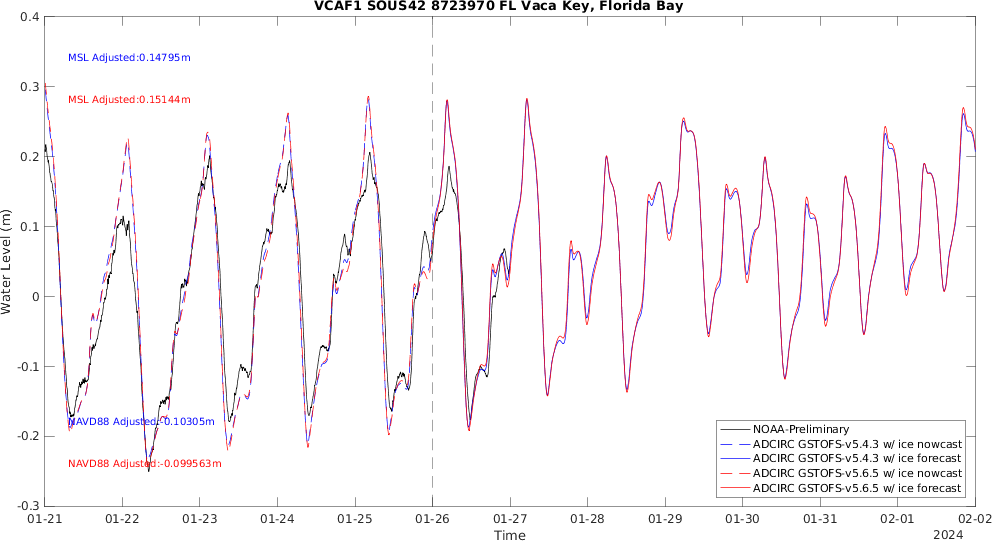 VCAF1 SOUS42 8723970 FL Vaca Key, Florida Bay
0.4
MSL Adjusted:0.14795m
0.3
MSL Adjusted:0.15144m
0.2
0.1
Water Level (m)
0
-0.1
NAVD88 Adjusted:-0.10305m
-0.2
NAVD88 Adjusted:-0.099563m
-0.3
NOAA-Preliminary
ADCIRC GSTOFS-v5.4.3 w/ ice nowcast
ADCIRC GSTOFS-v5.4.3 w/ ice forecast
ADCIRC GSTOFS-v5.6.5 w/ ice nowcast
ADCIRC GSTOFS-v5.6.5 w/ ice forecast
01-21 01-22 01-23 01-24 01-25 01-26 01-27 01-28 01-29 01-30 01-31 02-01 02-02
Time
2024